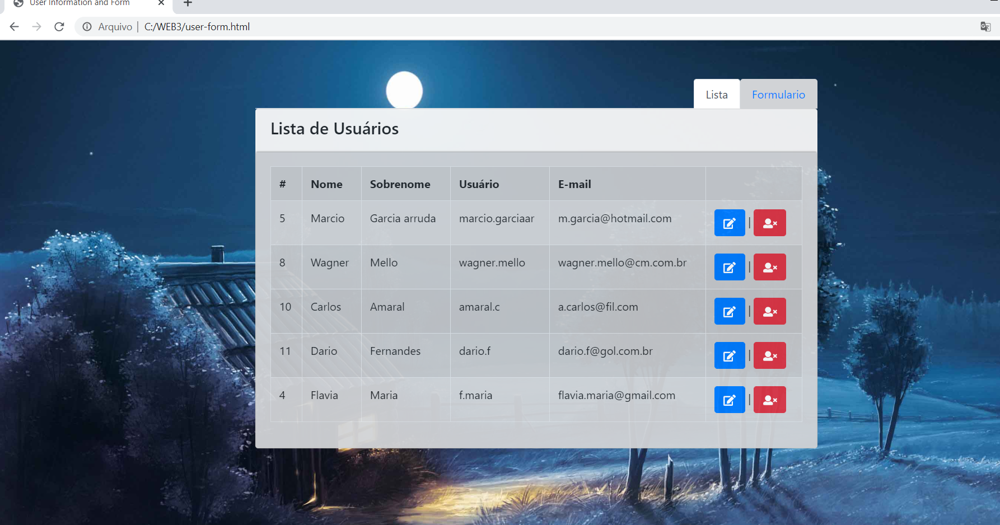 User Information and Form
Arquivo | C:/WEB3/user-form.html
Lista Formulario
Lista de Usuários
# Nome Sobrenome Usuário E-mail
5 Marcio Garcia arruda marcio.garciaar m.garcia@hotmail.com |
8 Wagner Mello wagner.mello wagner.mello@cm.com.br |
10 Carlos Amaral amaral.c a.carlos@fil.com |
11 Dario Fernandes dario.f dario.f@gol.com.br |
4 Flavia Maria f.maria flavia.maria@gmail.com |